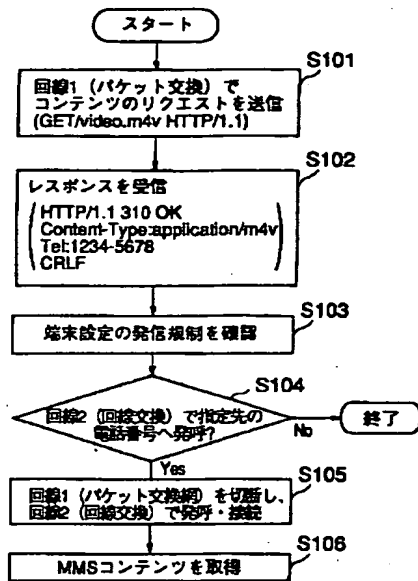 スタート
S101
回線1（パケット交換）で
コンテンツのリクエストを送信
(GET/video.m4v HTTP/1.1)
S102
レスポンスを受信
HTTP/1.1 310 OK
Content-Type:application/m4v
Tel:1234-5678
CRLF
S103
端末設定の発信規制を確認
S104
回線2（回線交換）で指定先の
電話番号へ発呼?
No
終了
Yes
S105
回線1（パケット交換網）を切断し、
回線2（回線交換）で発呼・接続
S106
MMSコンテンツを取得